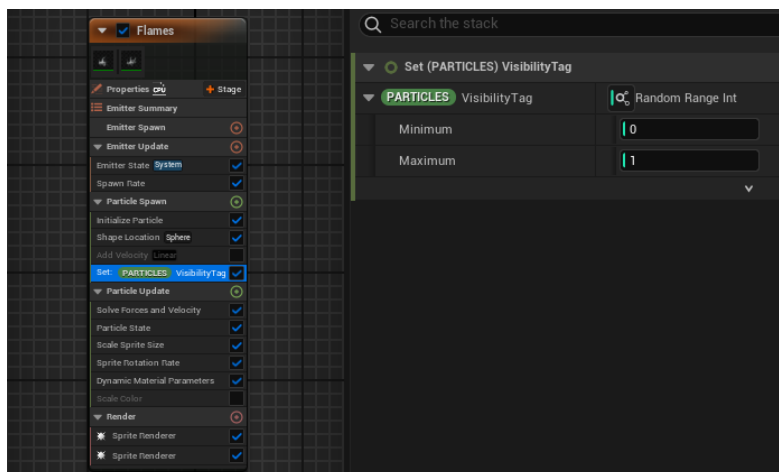 Flames
Properties CPU + Stage
Emitter Summary
Emitter Spawn
Emitter Update
Emitter State System
Spawn Rate
Particle Spawn
Initialize Particle
Shape Location Sphere
Add Velocity Linear
Set: PARTICLES VisibilityTag
Particle Update
Solve Forces and Velocity
Particle State
Scale Sprite Size
Sprite Rotation Rate
Dynamic Material Parameters
Scale Color
Render
Sprite Renderer
Sprite Renderer
Search the stack
Set (PARTICLES) VisibilityTag
PARTICLES VisibilityTag Random Range Int
Minimum 0
Maximum 1